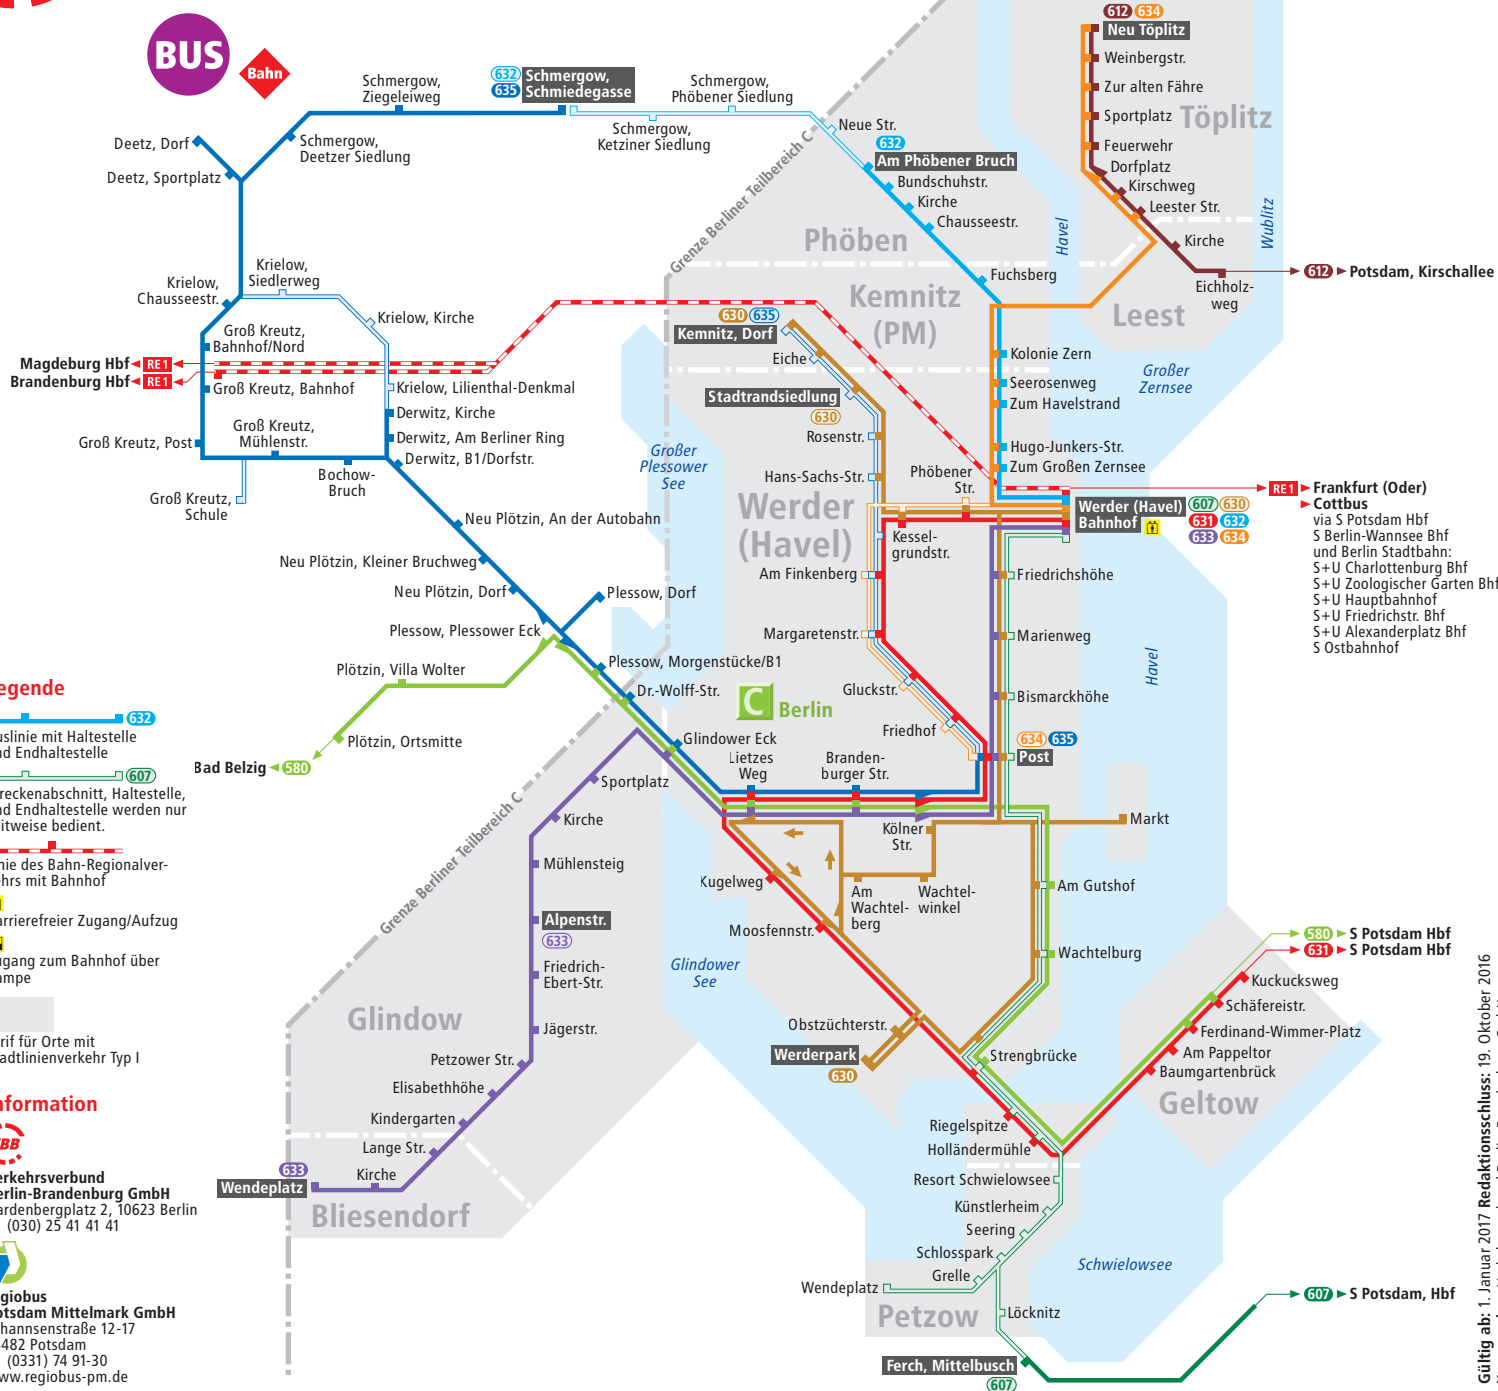 BUS
Bahn
612 634
Neu Töplitz
Weinbergstr.
Zur alten Fähre
Sportplatz
Töplitz
Feuerwehr
Dorfplatz
Kirschweg
Leester Str.
Kirche
Eichholz-
weg
612 Potsdam, Kirschallee
Wublitz
Havel
Leest
Schmergow,
Ziegeleiweg
632 Schmergow,
635 Schmiedegasse
Schmergow,
Phöbener Siedlung
Schmergow,
Ketziner Siedlung
Neue Str.
632
Am Phöbener Bruch
Bundschuhstr.
Kirche
Chausseestr.
Grenze Berliner Teilbereich C
Phöben
Fuchsberg
Kemnitz
(PM)
Deetz, Dorf
Schmergow,
Deetzer Siedlung
Deetz, Sportplatz
Krielow,
Siedlerweg
Krielow,
Chausseestr.
Krielow, Kirche
Groß Kreutz,
Bahnhof/Nord
Magdeburg Hbf RE1
Brandenburg Hbf RE1
Groß Kreutz, Bahnhof
Krielow, Lilienthal-Denkmal
Derwitz, Kirche
Groß Kreutz,
Mühlenstr.
Groß Kreutz, Post
Derwitz, Am Berliner Ring
Derwitz, B1/Dorfstr.
Bochow-
Bruch
Groß Kreutz,
Schule
630 635
Kemnitz, Dorf
Eiche
Stadtrandsiedlung
630
Rosenstr.
Hans-Sachs-Str.
Phöbener
Str.
Kolonie Zern
Seerosenweg
Zum Havelstrand
Hugo-Junkers-Str.
Zum Großen Zernsee
Großer
Zernsee
Großer
Plessower
See
Werder
(Havel)
Werder (Havel)
Bahnhof
607 630
631 632
633 634
RE1 Frankfurt (Oder)
Cottbus
via S Potsdam Hbf
S Berlin-Wannsee Bhf
und Berlin Stadtbahn:
S+U Charlottenburg Bhf
S+U Zoologischer Garten Bhf
S+U Hauptbahnhof
S+U Friedrichstr. Bhf
S+U Alexanderplatz Bhf
S Ostbahnhof
Kessel-
grundstr.
Am Finkenberg
Friedrichshöhe
Margaretenstr.
Marienweg
Gluckstr.
Bismarckhöhe
Friedhof
634 635
Post
Havel
Neu Plötzin, An der Autobahn
Neu Plötzin, Kleiner Bruchweg
Neu Plötzin, Dorf
Plessow, Dorf
Plessow, Plessower Eck
Plötzin, Villa Wolter
Plessow, Morgenstücke/B1
Dr.-Wolff-Str.
C Berlin
Plötzin, Ortsmitte
Glindower Eck
Bad Belzig 580
Lietzes
Weg
Branden-
burger Str.
Sportplatz
Kirche
Kölner
Str.
Markt
Mühlensteig
Grenze Berliner Teilbereich C
Kugelweg
Am
Wachtel-
berg
Wachtel-
winkel
Am Gutshof
Alpenstr.
633
Moosfennstr.
Wachtelburg
580 S Potsdam Hbf
631 S Potsdam Hbf
Friedrich-
Ebert-Str.
Glindower
See
Kuckucksweg
Schäfereistr.
Glindow
Jägerstr.
Obstzüchterstr.
Ferdinand-Wimmer-Platz
Petzower Str.
Werderpark
630
Strengbrücke
Am Pappeltor
Baumgartenbrück
Geltow
Elisabethhöhe
Kindergarten
Riegelspitze
Lange Str.
Holländermühle
Kirche
633
Wendeplatz
Bliesendorf
Resort Schwielowsee
Künstlerheim
Seering
Schlosspark
Schwielowsee
Grelle
Wendeplatz
Petzow
Löcknitz
607 S Potsdam, Hbf
Ferch, Mittelbusch
607
egende
632
uslinie mit Haltestelle
nd Endhaltestelle
607
reckenabschnitt, Haltestelle,
nd Endhaltestelle werden nur
eitweise bedient.
nie des Bahn-Regionalver-
ehrs mit Bahnhof
arrierefreier Zugang/Aufzug
ugang zum Bahnhof über
ampe
rif für Orte mit
adtlinienverkehr Typ I
nformation
BB
erkehrsverbund
erlin-Brandenburg GmbH
ardenbergplatz 2, 10623 Berlin
(030) 25 41 41 41
egiobus
otsdam Mittelmark GmbH
hannsenstraße 12-17
482 Potsdam
(0331) 74 91-30
ww.regiobus-pm.de
Gültig ab: 1. Januar 2017 Redaktionsschluss: 19. Oktober 2016